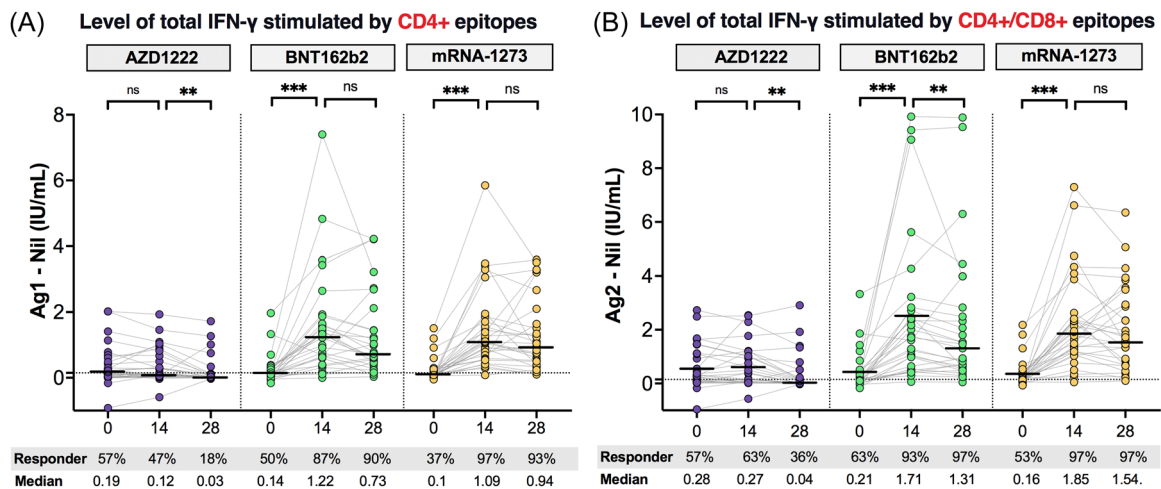 (A) Level of total IFN-γ stimulated by CD4+ epitopes
AZD1222 BNT162b2 mRNA-1273
ns ** *** ns *** ns
Ag1 - Nil (IU/mL)
8
6
4
2
0
0 14 28 0 14 28 0 14 28
Responder 57% 47% 18% 50% 87% 90% 37% 97% 93%
Median 0.19 0.12 0.03 0.14 1.22 0.73 0.1 1.09 0.94
(B) Level of total IFN-γ stimulated by CD4+/CD8+ epitopes
AZD1222 BNT162b2 mRNA-1273
ns ** *** ** *** ns
Ag2 - Nil (IU/mL)
10
8
6
4
2
0
0 14 28 0 14 28 0 14 28
Responder 57% 63% 36% 63% 93% 97% 53% 97% 97%
Median 0.28 0.27 0.04 0.21 1.71 1.31 0.16 1.85. 1.54.